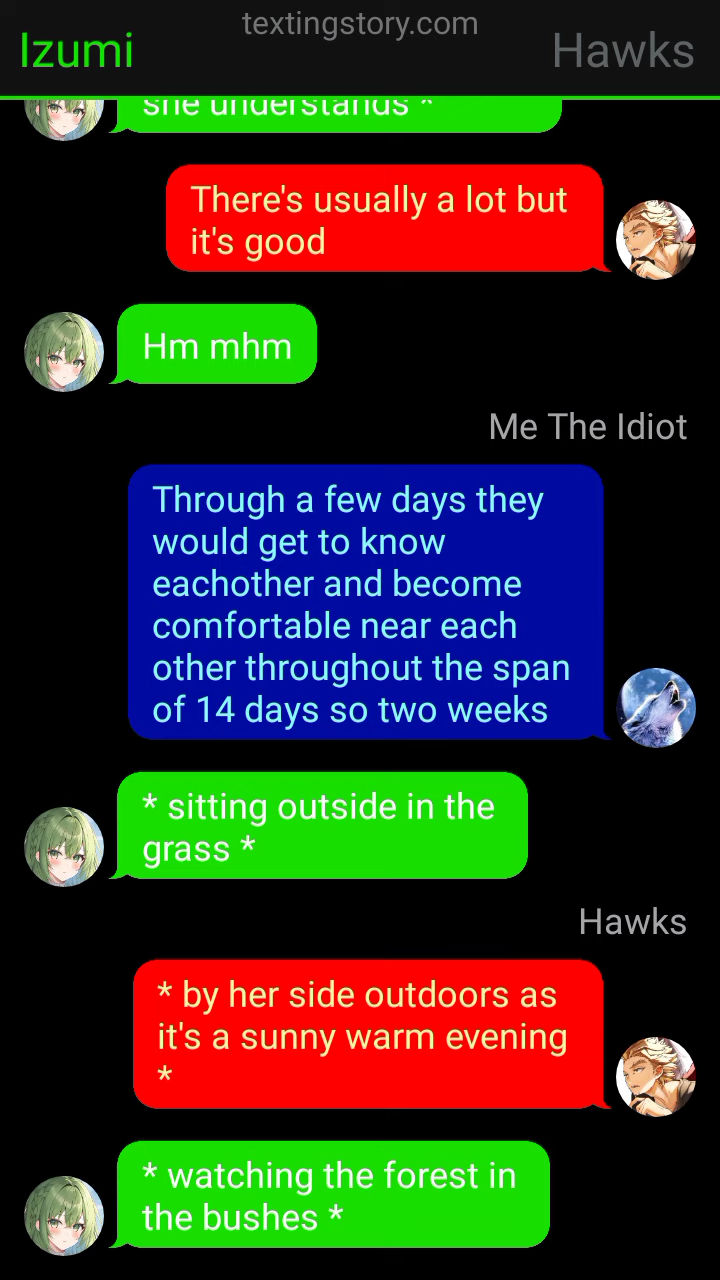 textingstory.com
Izumi
Hawks
she understands *
There's usually a lot but
it's good
Hm mhm
Me The Idiot
Through a few days they
would get to know
eachother and become
comfortable near each
other throughout the span
of 14 days so two weeks
* sitting outside in the
grass *
Hawks
* by her side outdoors as
it's a sunny warm evening
*
* watching the forest in
the bushes *